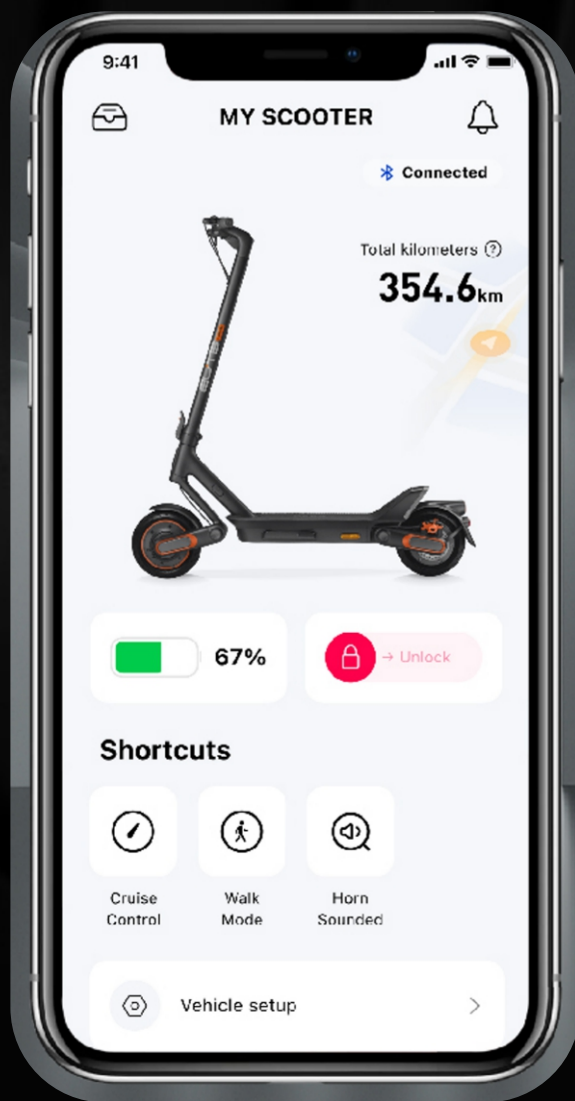 9:41
MY SCOOTER
Connected
Total kilometers
354.6km
67%
→ Unlock
Shortcuts
Cruise
Control
Walk
Mode
Horn
Sounded
Vehicle setup